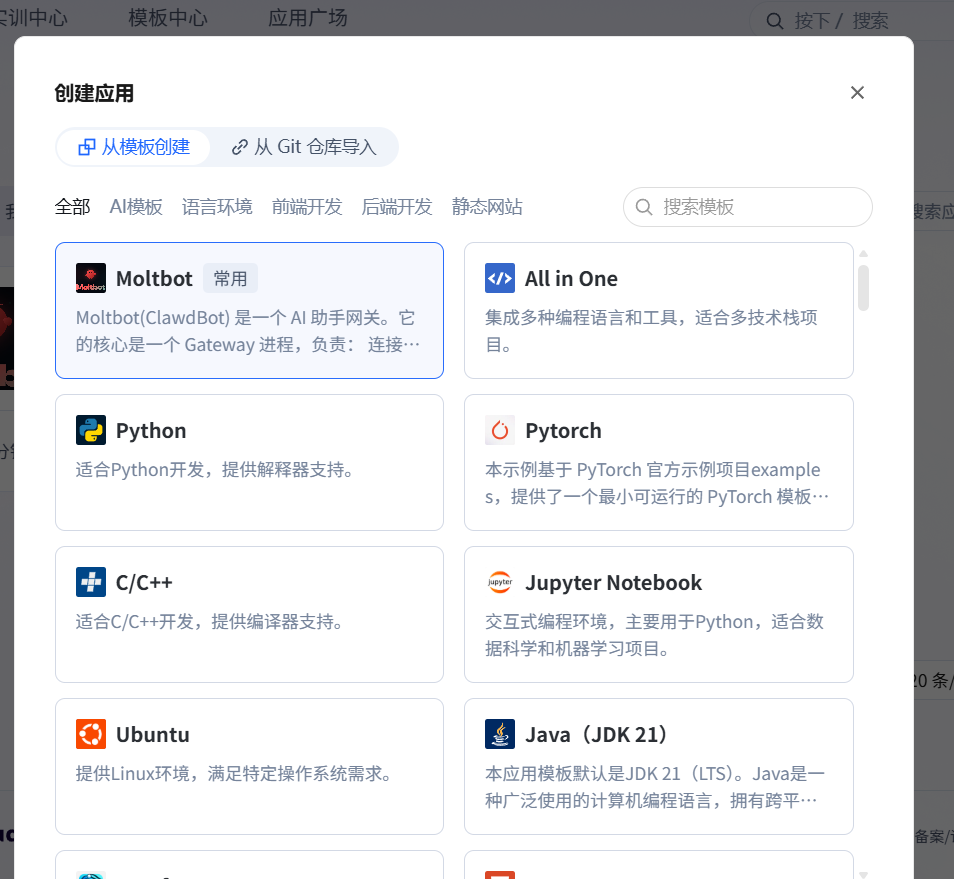 实训中心 模板中心 应用广场 按下 / 搜索
创建应用
从模板创建 从 Git 仓库导入
全部 AI模板 语言环境 前端开发 后端开发 静态网站 搜索模板
搜索应
Moltbot 常用
Moltbot(ClawdBot) 是一个 AI 助手网关。它
的核心是一个 Gateway 进程，负责： 连接…
All in One
集成多种编程语言和工具，适合多技术栈项
目。
Python
适合Python开发，提供解释器支持。
Pytorch
本示例基于 PyTorch 官方示例项目example
s，提供了一个最小可运行的 PyTorch 模板…
C/C++
适合C/C++开发，提供编译器支持。
jupyter
Jupyter Notebook
交互式编程环境，主要用于Python，适合数
据科学和机器学习项目。
20 条/
Ubuntu
提供Linux环境，满足特定操作系统需求。
Java（JDK 21）
本应用模板默认是JDK 21（LTS）。Java是一
种广泛使用的计算机编程语言，拥有跨平…
备案/